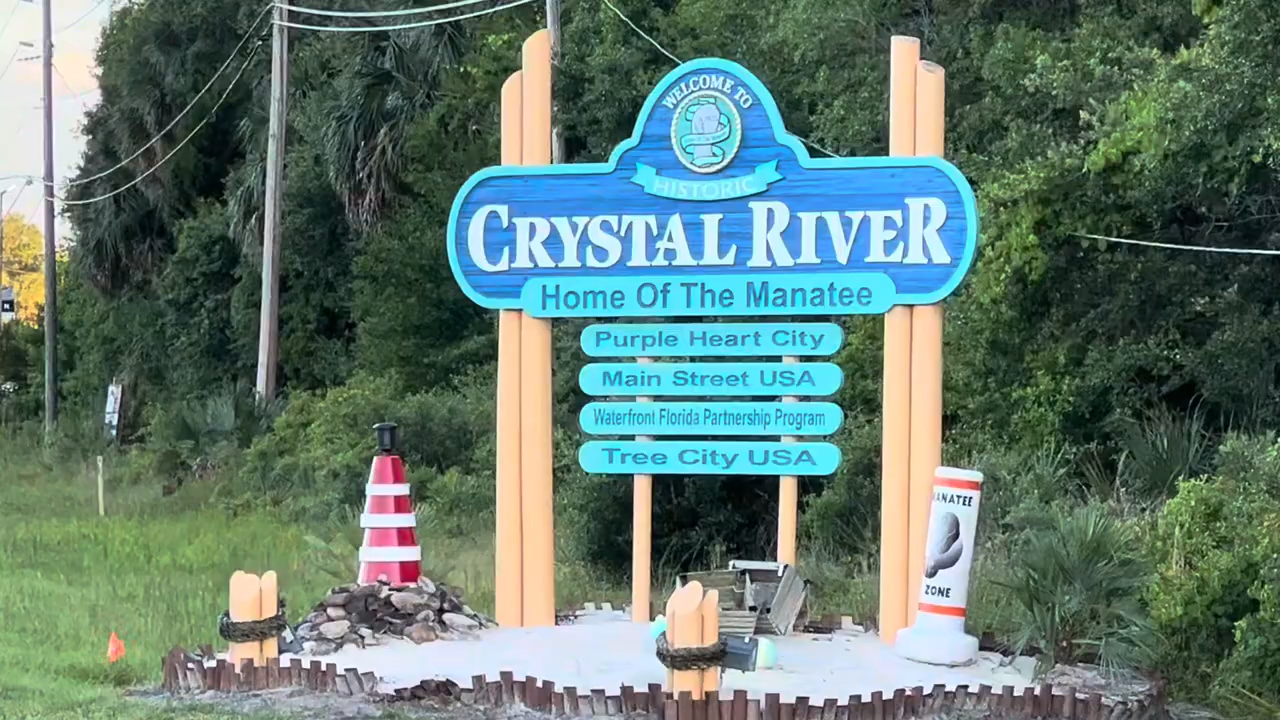 WELCOME TO
HISTORIC
CRYSTAL RIVER
Home Of The Manatee
Purple Heart City
Main Street USA
Waterfront Florida Partnership Program
Tree City USA
MANATEE
ZONE